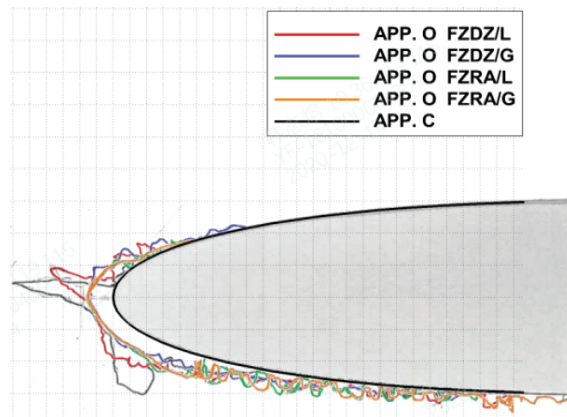 APP. O FZDZ/L
APP. O FZDZ/G
APP. O FZRA/L
APP. O FZRA/G
APP. C